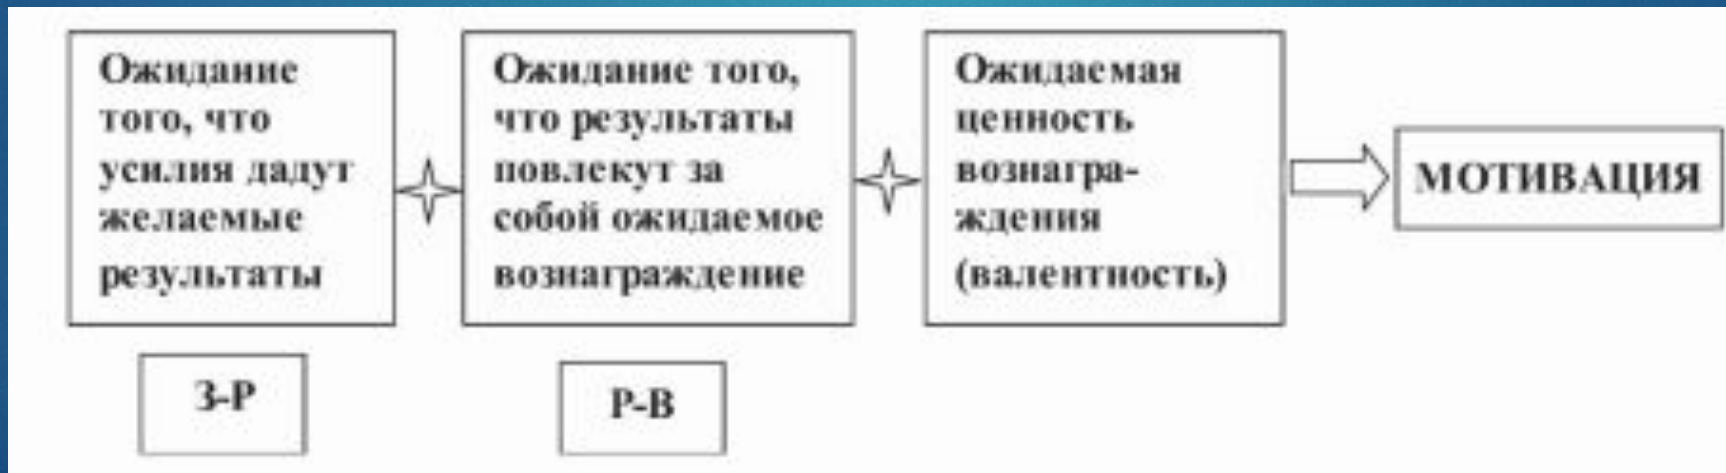 Ожидание
того, что
усилия дадут
желаемые
результаты
Ожидание того,
что результаты
повлекут за
собой ожидаемое
вознаграждение
Ожидаемая
ценность
вознагра-
ждения
(валентность)
МОТИВАЦИЯ
З-Р
Р-В